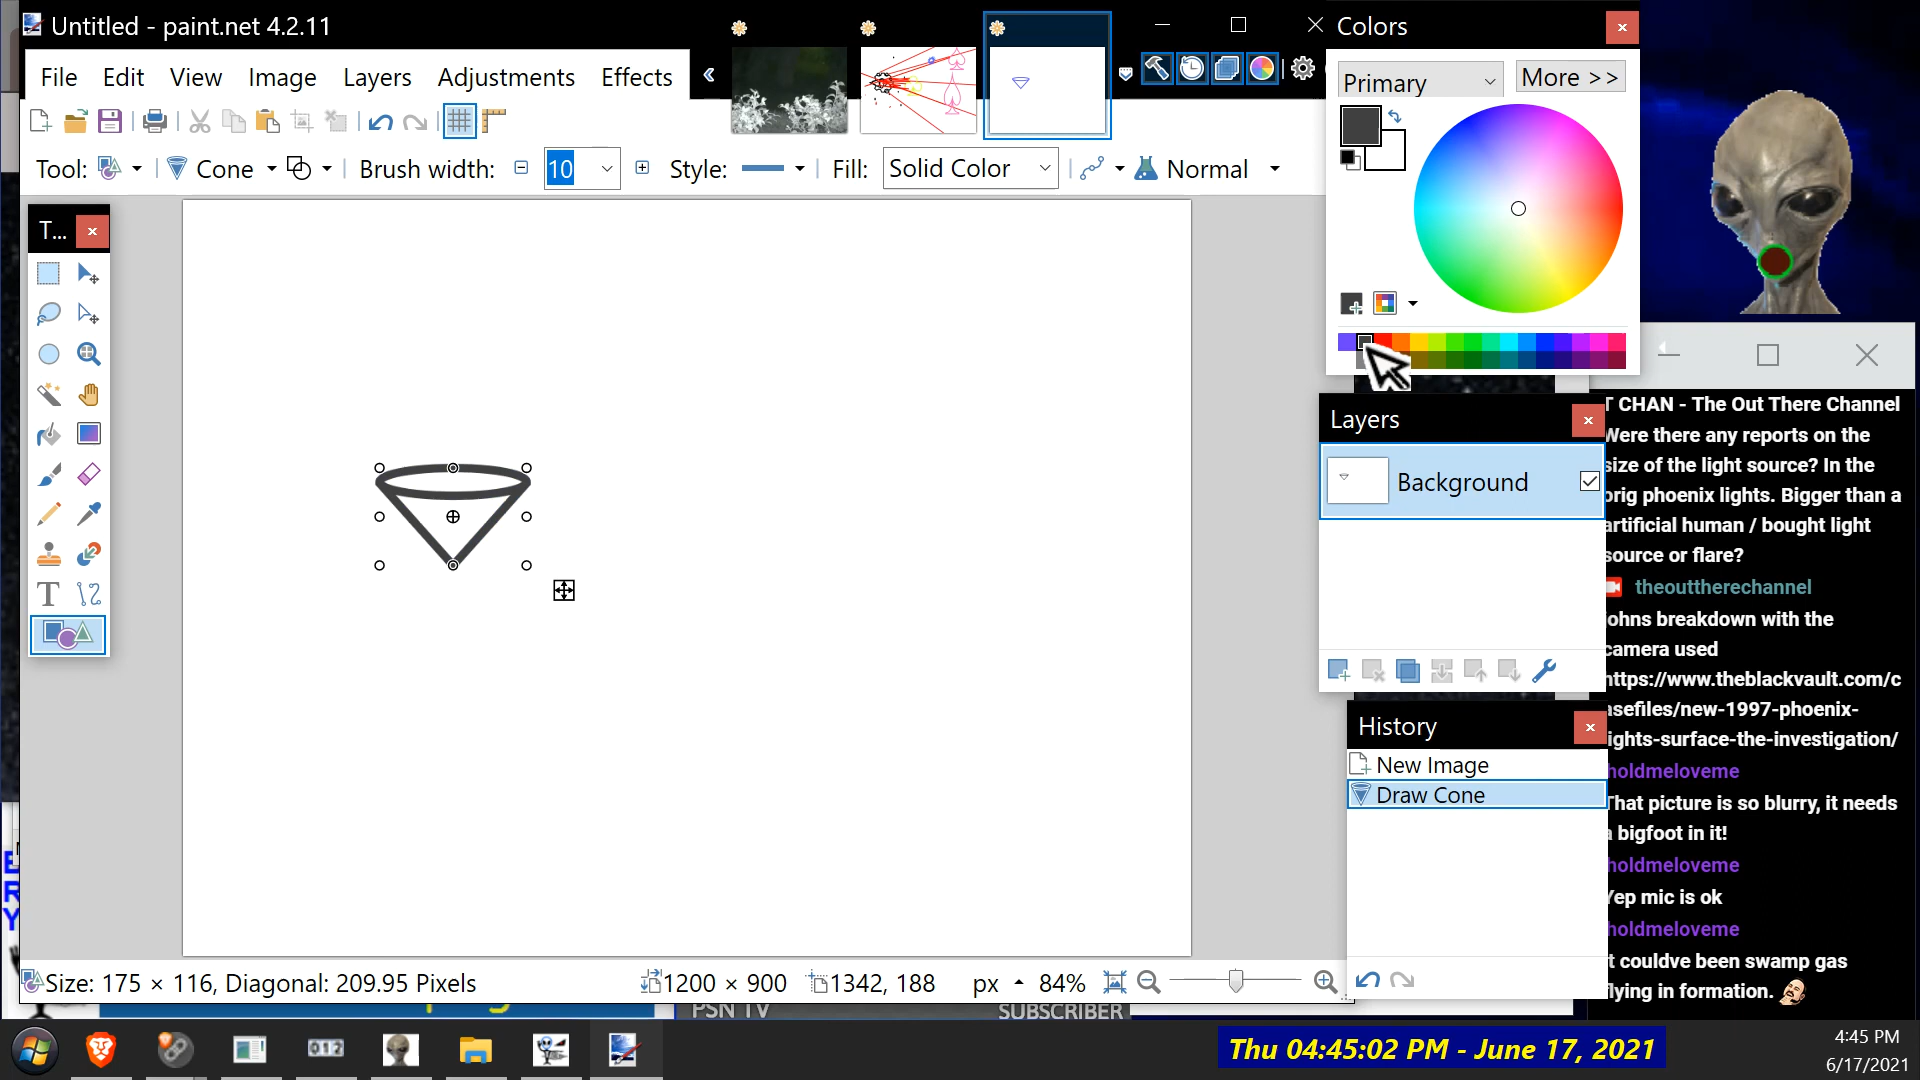 Untitled - paint.net 4.2.11
File Edit View Image Layers Adjustments Effects
Tool: Cone Brush width: 10 Style: Fill: Solid Color Normal
T...
Size: 175 × 116, Diagonal: 209.95 Pixels 1200 × 900 1342, 188 px 84%
Colors
Primary More >>
Layers
Background
History
New Image
Draw Cone
T CHAN - The Out There Channel
Were there any reports on the
size of the light source? In the
orig phoenix lights. Bigger than a
artificial human / bought light
source or flare?
theouttherechannel
johns breakdown with the
camera used
https://www.theblackvault.com/c
asefiles/new-1997-phoenix-
lights-surface-the-investigation/
holdmeloveme
That picture is so blurry, it needs
a bigfoot in it!
holdmeloveme
Yep mic is ok
holdmeloveme
It couldve been swamp gas
flying in formation.
E
R
Y
PSN TV
SUBSCRIBER
012
Thu 04:45:02 PM - June 17, 2021
4:45 PM
6/17/2021